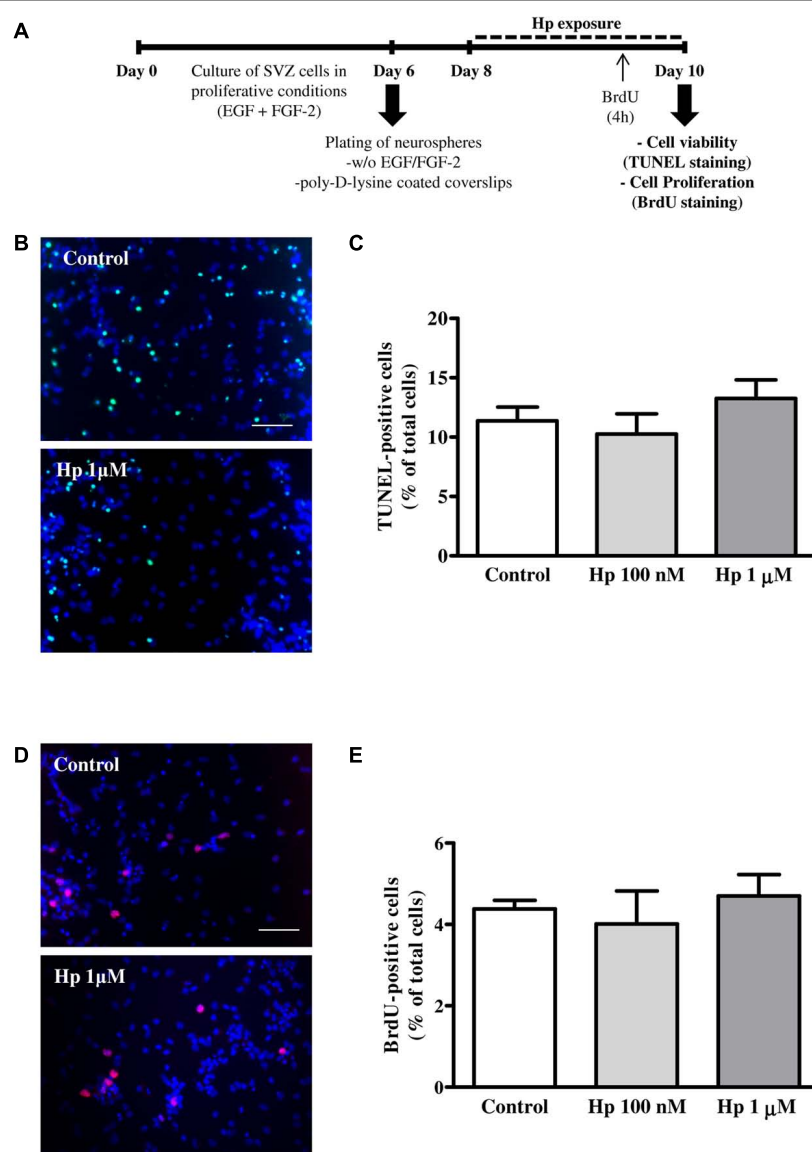 A
Hp exposure
Day 0
Culture of SVZ cells in
proliferative conditions
(EGF + FGF-2)
Day 6
Day 8
BrdU
(4h)
Day 10
Plating of neurospheres
-w/o EGF/FGF-2
-poly-D-lysine coated coverslips
- Cell viability
(TUNEL staining)
- Cell Proliferation
(BrdU staining)
B
Control
Hp 1µM
C
TUNEL-positive cells
(% of total cells)
20
15
10
5
0
Control
Hp 100 nM
Hp 1 µM
D
Control
Hp 1µM
E
BrdU-positive cells
(% of total cells)
6
4
2
0
Control
Hp 100 nM
Hp 1 µM